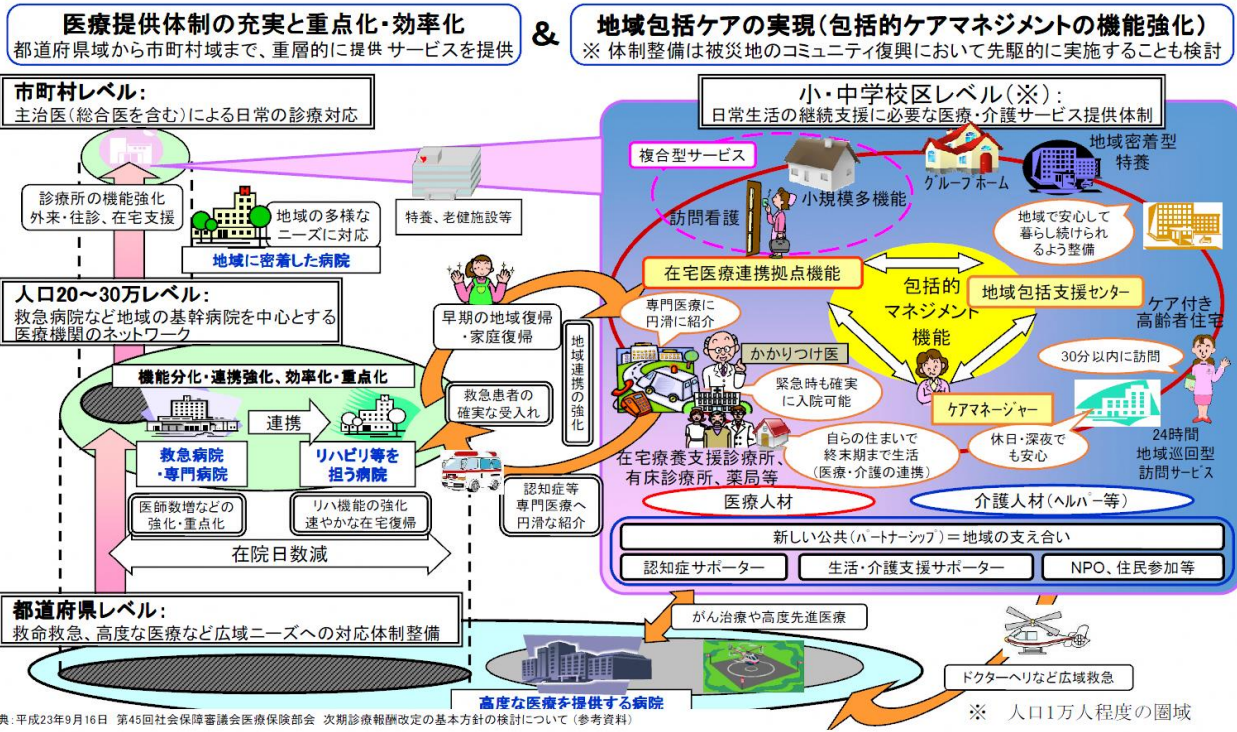 医療提供体制の充実と重点化・効率化
都道府県域から市町村域まで、重層的に提供 サービスを提供
&
地域包括ケアの実現(包括的ケアマネジメントの機能強化)
※ 体制整備は被災地のコミュニティ復興において先駆的に実施することも検討
市町村レベル:
主治医(総合医を含む)による日常の診療対応
診療所の機能強化
外来・往診、在宅支援
地域の多様な
ニーズに対応
地域に密着した病院
特養、老健施設等
人口20~30万レベル:
救急病院など地域の基幹病院を中心とする
医療機関のネットワーク
機能分化・連携強化、効率化・重点化
連携
救急病院
・専門病院
リハビリ等を
担う病院
医師数増などの
強化・重点化
リハ機能の強化
速やかな在宅復帰
在院日数減
早期の地域復帰
・家庭復帰
救急患者の
確実な受入れ
地域連携の強化
認知症等
専門医療へ
円滑な紹介
都道府県レベル:
救命救急、高度な医療など広域ニーズへの対応体制整備
高度な医療を提供する病院
がん治療や高度先進医療
ドクターヘリなど広域救急
小・中学校区レベル(※):
日常生活の継続支援に必要な医療・介護サービス提供体制
複合型サービス
訪問看護
小規模多機能
グループホーム
地域密着型
特養
地域で安心して
暮らし続けられ
るよう整備
在宅医療連携拠点機能
包括的
マネジメント
機能
地域包括支援センター
ケア付き
高齢者住宅
専門医療に
円滑に紹介
かかりつけ医
緊急時も確実
に入院可能
30分以内に訪問
ケアマネージャー
自らの住まいで
終末期まで生活
(医療・介護の連携)
休日・深夜で
も安心
24時間
地域巡回型
訪問サービス
在宅療養支援診療所、
有床診療所、薬局等
医療人材
介護人材(ヘルパー等)
新しい公共(パートナーシップ)=地域の支え合い
認知症サポーター
生活・介護支援サポーター
NPO、住民参加等
典:平成23年9月16日 第45回社会保障審議会医療保険部会 次期診療報酬改定の基本方針の検討について(参考資料)
※ 人口1万人程度の圏域